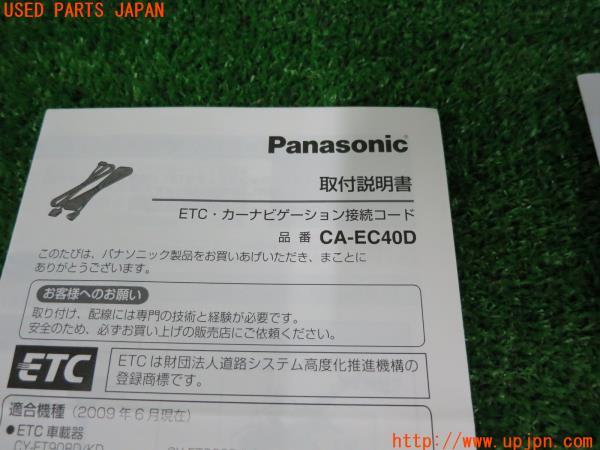 USED PARTS JAPAN
Panasonic
取付説明書
ETC・カーナビゲーション接続コード
品番 CA-EC40D
このたびは、パナソニック製品をお買いあげいただき、まことに
ありがとうございます。
お客様へのお願い
取り付け、配線には専門の技術と経験が必要です。
安全のため、必ずお買い上げの販売店にご依頼ください。
ETC
ETCは財団法人道路システム高度化推進機構の
登録商標です。
適合機種(2009年6月現在)
●ETC車載器
CY-ET908D/KD
http://www.upjpn.com/